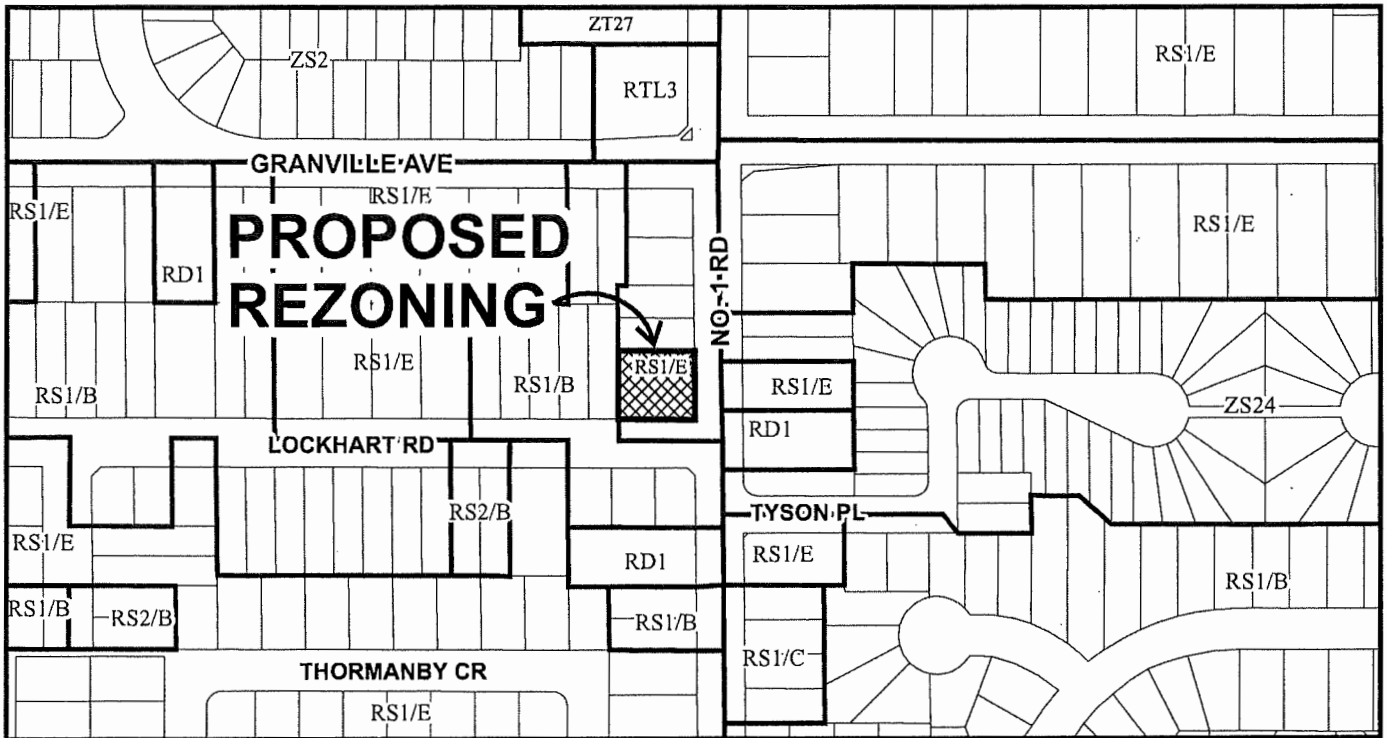 ZT27
ZS2
RS1/E
RTL3
GRANVILLE AVE
RS1/E
RS1/E
RS1/E
RD1
PROPOSED
REZONING
NO. 1 RD
RS1/E
RS1/E
RS1/E
RS1/B
RS1/B
ZS24
RD1
LOCKHART RD
RS2/B
TYSON PL
RS1/E
RD1
RS1/E
RS1/B
RS1/B
RS2/B
RS1/B
RS1/C
THORMANBY CR
RS1/E